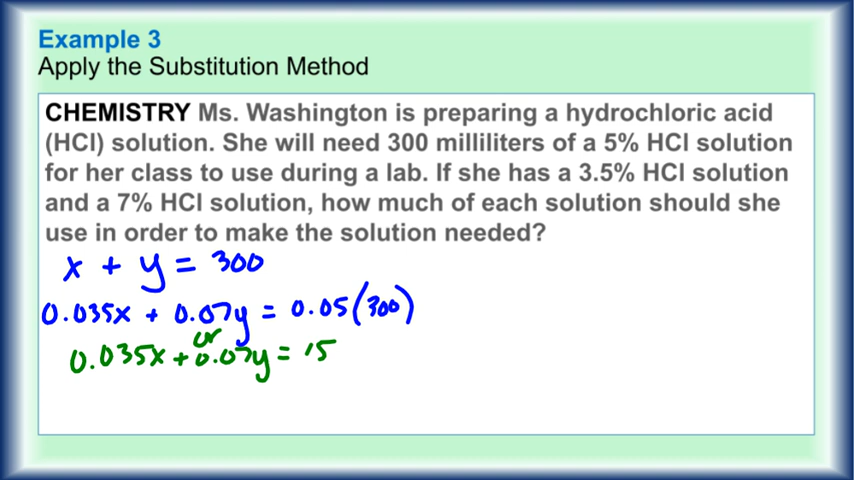 Example 3
Apply the Substitution Method
CHEMISTRY Ms. Washington is preparing a hydrochloric acid
(HCl) solution. She will need 300 milliliters of a 5% HCl solution
for her class to use during a lab. If she has a 3.5% HCl solution
and a 7% HCl solution, how much of each solution should she
use in order to make the solution needed?
x + y = 300
0.035x + 0.07y = 0.05(300)
or
0.035x + 0.07y = 15